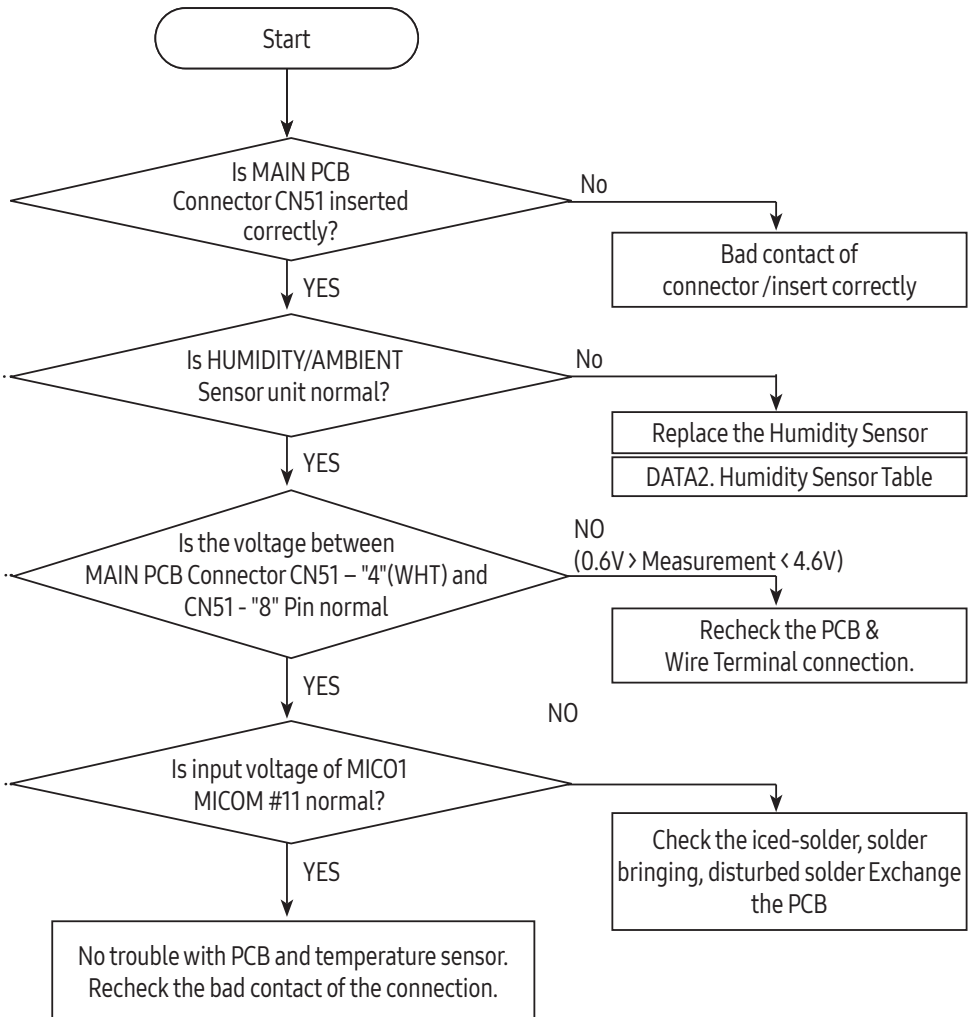 Start
Is MAIN PCB
Connector CN51 inserted
correctly?
No
Bad contact of
connector /insert correctly
YES
Is HUMIDITY/AMBIENT
Sensor unit normal?
No
Replace the Humidity Sensor
DATA2. Humidity Sensor Table
YES
Is the voltage between
MAIN PCB Connector CN51 – "4"(WHT) and
CN51 - "8" Pin normal
NO
(0.6V > Measurement < 4.6V)
Recheck the PCB &
Wire Terminal connection.
YES
NO
Is input voltage of MICO1
MICOM #11 normal?
Check the iced-solder, solder
bringing, disturbed solder Exchange
the PCB
YES
No trouble with PCB and temperature sensor.
Recheck the bad contact of the connection.